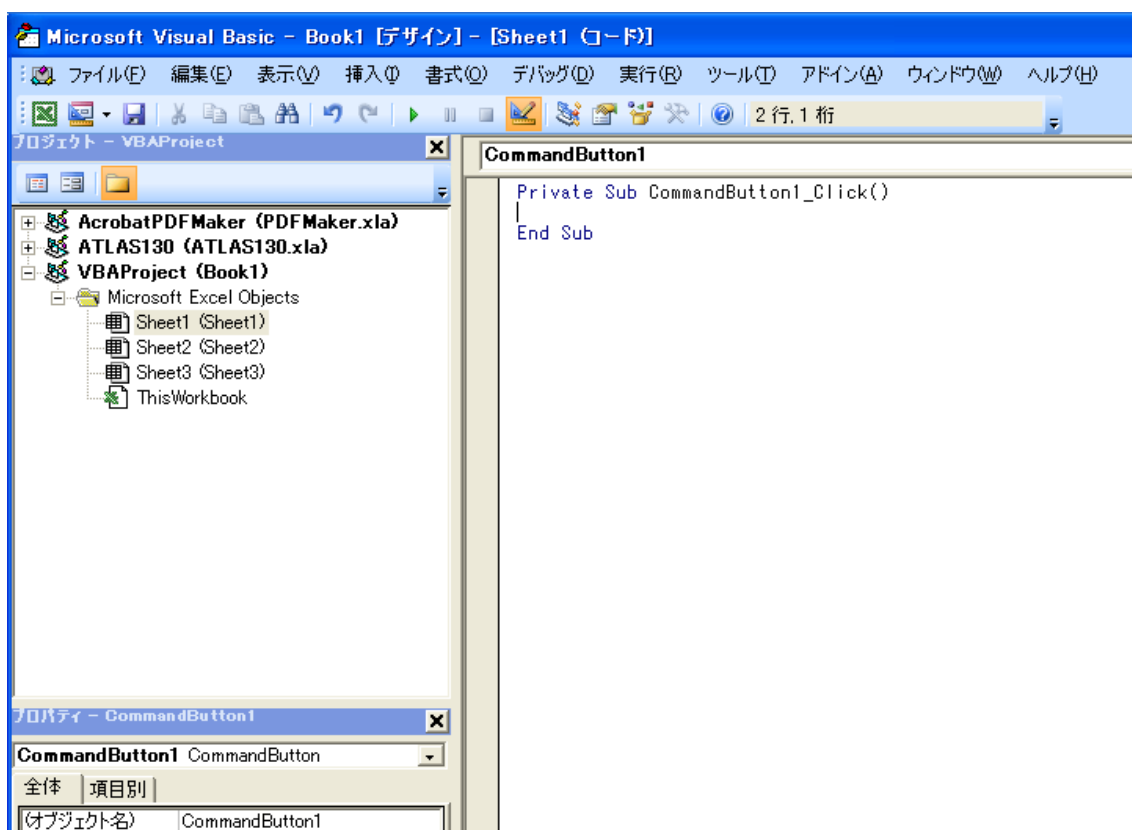 Microsoft Visual Basic - Book1 [デザイン] - [Sheet1 (コード)]
ファイル(F) 編集(E) 表示(V) 挿入(I) 書式(O) デバッグ(D) 実行(R) ツール(T) アドイン(A) ウィンドウ(W) ヘルプ(H)
2 行, 1 桁
プロジェクト - VBAProject
AcrobatPDFMaker (PDFMaker.xla)
ATLAS130 (ATLAS130.xla)
VBAProject (Book1)
Microsoft Excel Objects
Sheet1 (Sheet1)
Sheet2 (Sheet2)
Sheet3 (Sheet3)
ThisWorkbook
プロパティ - CommandButton1
CommandButton1 CommandButton
全体 項目別
(オブジェクト名) CommandButton1
CommandButton1
Private Sub CommandButton1_Click()
End Sub